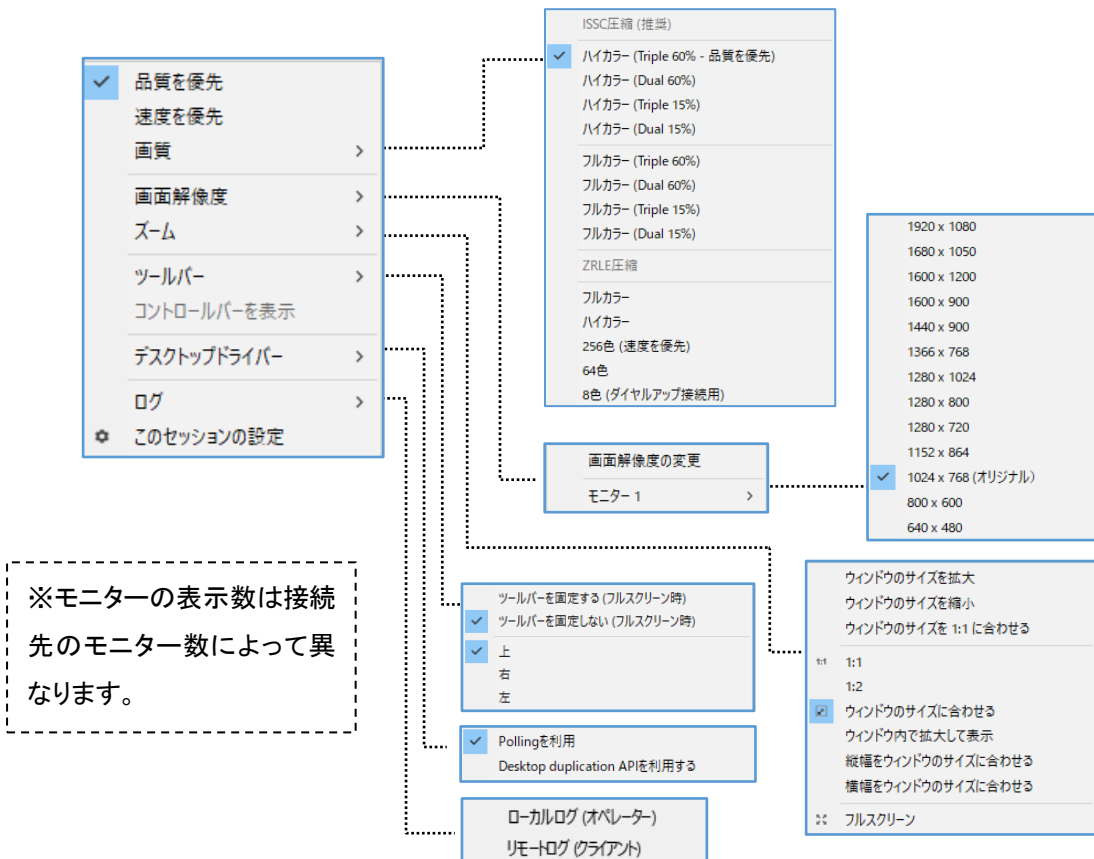 品質を優先
速度を優先
画質
画面解像度
ズーム
ツールバー
コントロールバーを表示
デスクトップドライバー
ログ
このセッションの設定
ISSC圧縮 (推奨)
ハイカラー (Triple 60% - 品質を優先)
ハイカラー (Dual 60%)
ハイカラー (Triple 15%)
ハイカラー (Dual 15%)
フルカラー (Triple 60%)
フルカラー (Dual 60%)
フルカラー (Triple 15%)
フルカラー (Dual 15%)
ZRLE圧縮
フルカラー
ハイカラー
256色 (速度を優先)
64色
8色 (ダイヤルアップ接続用)
画面解像度の変更
モニター 1
1920 x 1080
1680 x 1050
1600 x 1200
1600 x 900
1440 x 900
1366 x 768
1280 x 1024
1280 x 800
1280 x 720
1152 x 864
1024 x 768 (オリジナル)
800 x 600
640 x 480
※モニターの表示数は接続
先のモニター数によって異
なります。
ツールバーを固定する (フルスクリーン時)
ツールバーを固定しない (フルスクリーン時)
上
右
左
Pollingを利用
Desktop duplication APIを利用する
ローカルログ (オペレーター)
リモートログ (クライアント)
ウィンドウのサイズを拡大
ウィンドウのサイズを縮小
ウィンドウのサイズを 1:1 に合わせる
1:1 1:1
1:2
ウィンドウのサイズに合わせる
ウィンドウ内で拡大して表示
縦幅をウィンドウのサイズに合わせる
横幅をウィンドウのサイズに合わせる
フルスクリーン